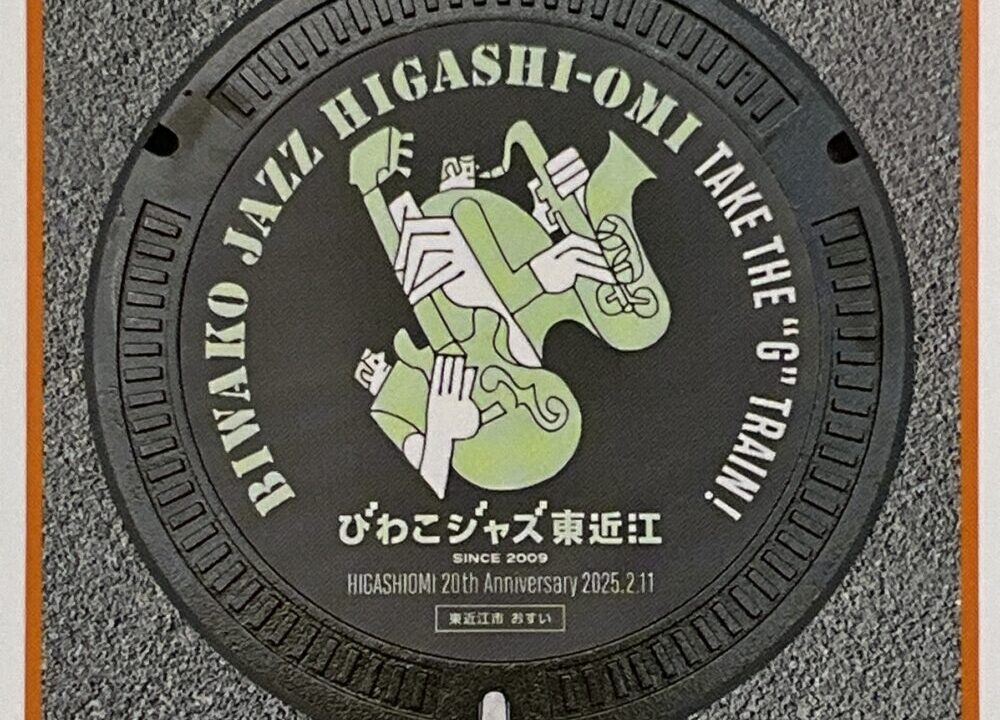 BIWAKO JAZZ HIGASHI-OMI TAKE THE "G" TRAIN!
びわこジャズ東近江
SINCE 2009
HIGASHIOMI 20th Anniversary 2025.2.11
東近江市 おすい